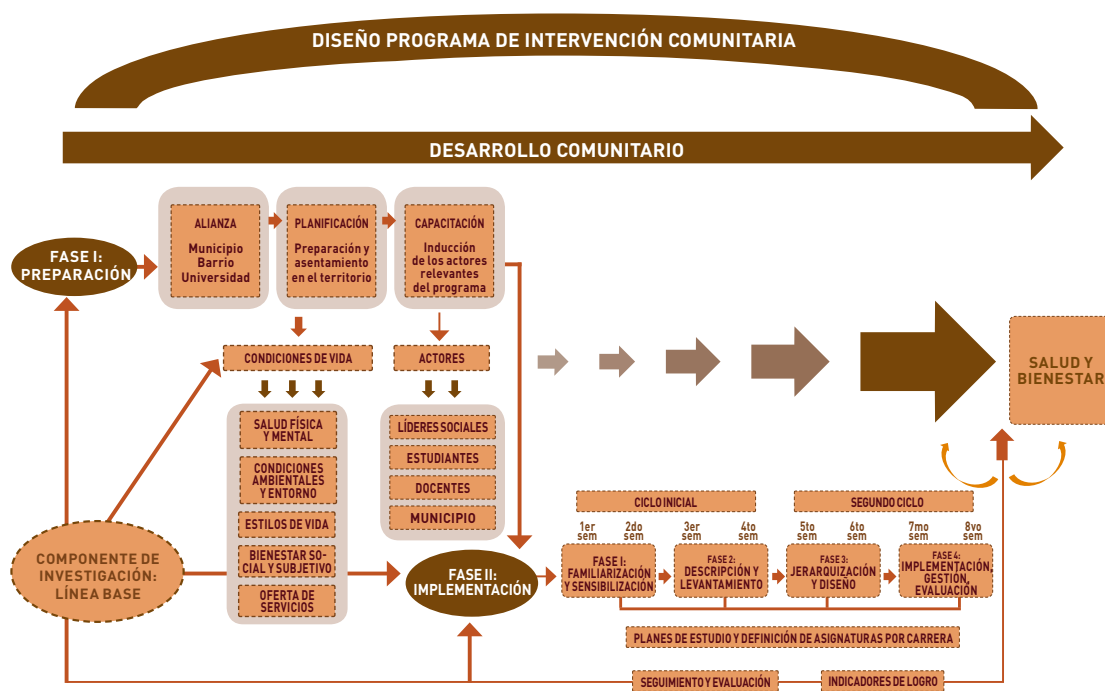 DISEÑO PROGRAMA DE INTERVENCIÓN COMUNITARIA
DESARROLLO COMUNITARIO
FASE I:
PREPARACIÓN
ALIANZA
Municipio
Barrio
Universidad
PLANIFICACIÓN
Preparación y
asentamiento
en el territorio
CAPACITACIÓN
Inducción
de los actores
relevantes
del programa
CONDICIONES DE VIDA
ACTORES
SALUD FÍSICA
Y MENTAL
CONDICIONES
AMBIENTALES
Y ENTORNO
ESTILOS DE VIDA
BIENESTAR SO-
CIAL Y SUBJETIVO
OFERTA DE
SERVICIOS
LÍDERES SOCIALES
ESTUDIANTES
DOCENTES
MUNICIPIO
SALUD Y
BIENESTAR
COMPONENTE DE
INVESTIGACIÓN:
LÍNEA BASE
FASE II:
IMPLEMENTACIÓN
CICLO INICIAL
SEGUNDO CICLO
1er
sem
2do
sem
3er
sem
4to
sem
5to
sem
6to
sem
7mo
sem
8vo
sem
FASE I:
FAMILIARIZACIÓN
Y SENSIBILIZACIÓN
FASE 2:
DESCRIPCIÓN Y
LEVANTAMIENTO
FASE 3:
JERARQUIZACIÓN
Y DISEÑO
FASE 4:
IMPLEMENTACIÓN,
GESTIÓN,
EVALUACIÓN
PLANES DE ESTUDIO Y DEFINICIÓN DE ASIGNATURAS POR CARRERA
SEGUIMIENTO Y EVALUACIÓN
INDICADORES DE LOGRO